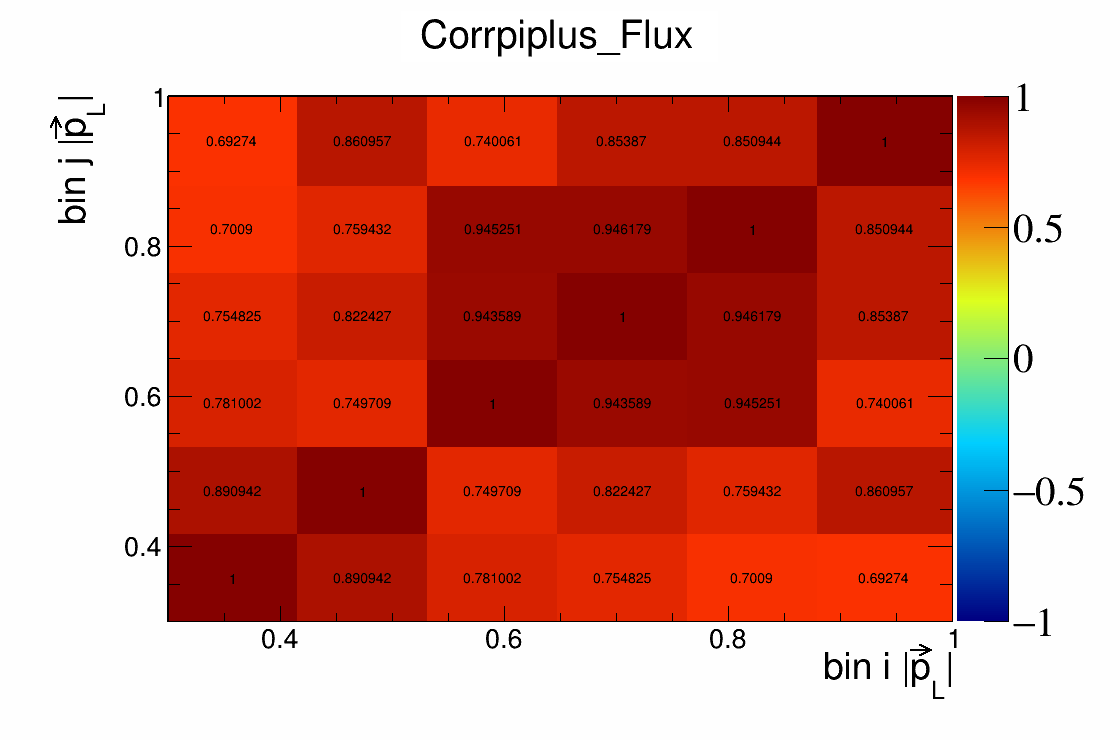 Corrpiplus_Flux
bin j |p⃗_L|
1
0.8
0.6
0.4
0.69274 0.860957 0.740061 0.85387 0.850944 1
0.7009 0.759432 0.945251 0.946179 1 0.850944
0.754825 0.822427 0.943589 1 0.946179 0.85387
0.781002 0.749709 1 0.943589 0.945251 0.740061
0.890942 1 0.749709 0.822427 0.759432 0.860957
1 0.890942 0.781002 0.754825 0.7009 0.69274
0.4 0.6 0.8 1
bin i |p⃗_L|
1
0.5
0
−0.5
−1